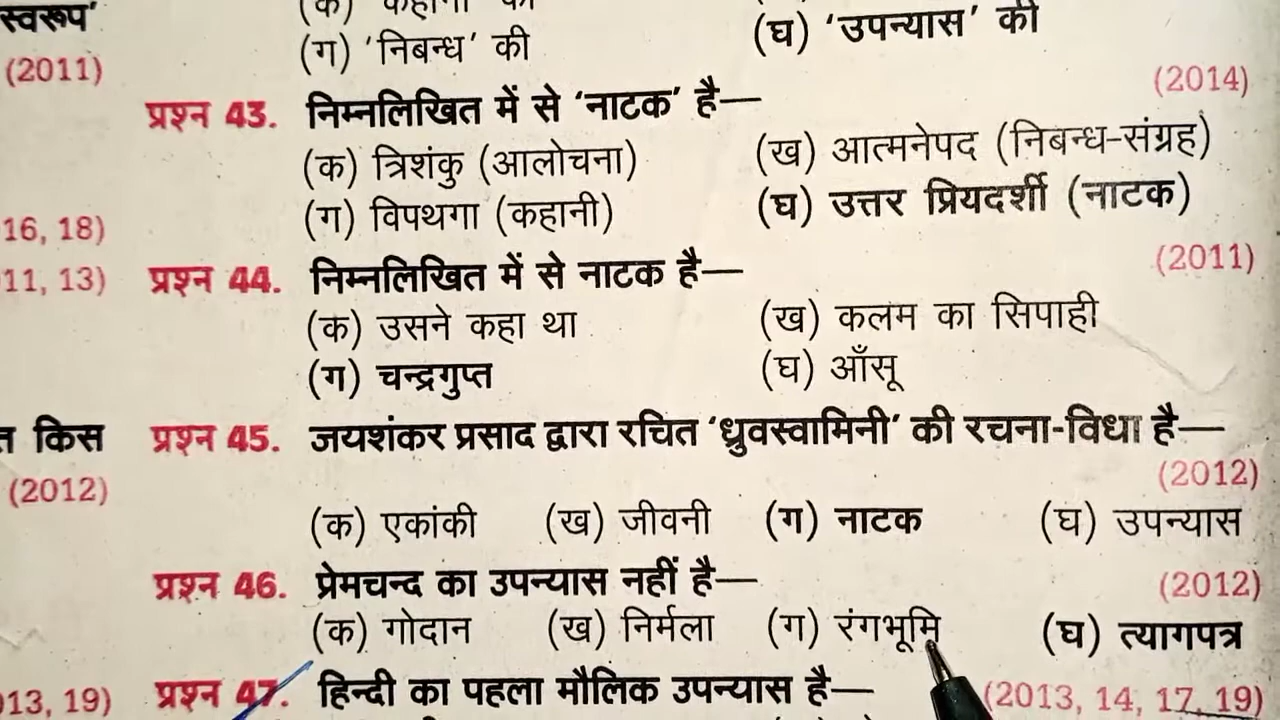 स्वरूप'
(2011)
16, 18)
11, 13)
त किस
(2012)
013, 19)
(क) कहानी की
(ग) 'निबन्ध' की (घ) 'उपन्यास' की
(2014)
प्रश्न 43. निम्नलिखित में से 'नाटक' है—
(क) त्रिशंकु (आलोचना) (ख) आत्मनेपद (निबन्ध-संग्रह)
(ग) विपथगा (कहानी) (घ) उत्तर प्रियदर्शी (नाटक)
(2011)
प्रश्न 44. निम्नलिखित में से नाटक है—
(क) उसने कहा था (ख) कलम का सिपाही
(ग) चन्द्रगुप्त (घ) आँसू
प्रश्न 45. जयशंकर प्रसाद द्वारा रचित 'ध्रुवस्वामिनी' की रचना-विधा है—
(2012)
(क) एकांकी (ख) जीवनी (ग) नाटक (घ) उपन्यास
प्रश्न 46. प्रेमचन्द का उपन्यास नहीं है— (2012)
(क) गोदान (ख) निर्मला (ग) रंगभूमि (घ) त्यागपत्र
प्रश्न 47. हिन्दी का पहला मौलिक उपन्यास है— (2013, 14, 17, 19)